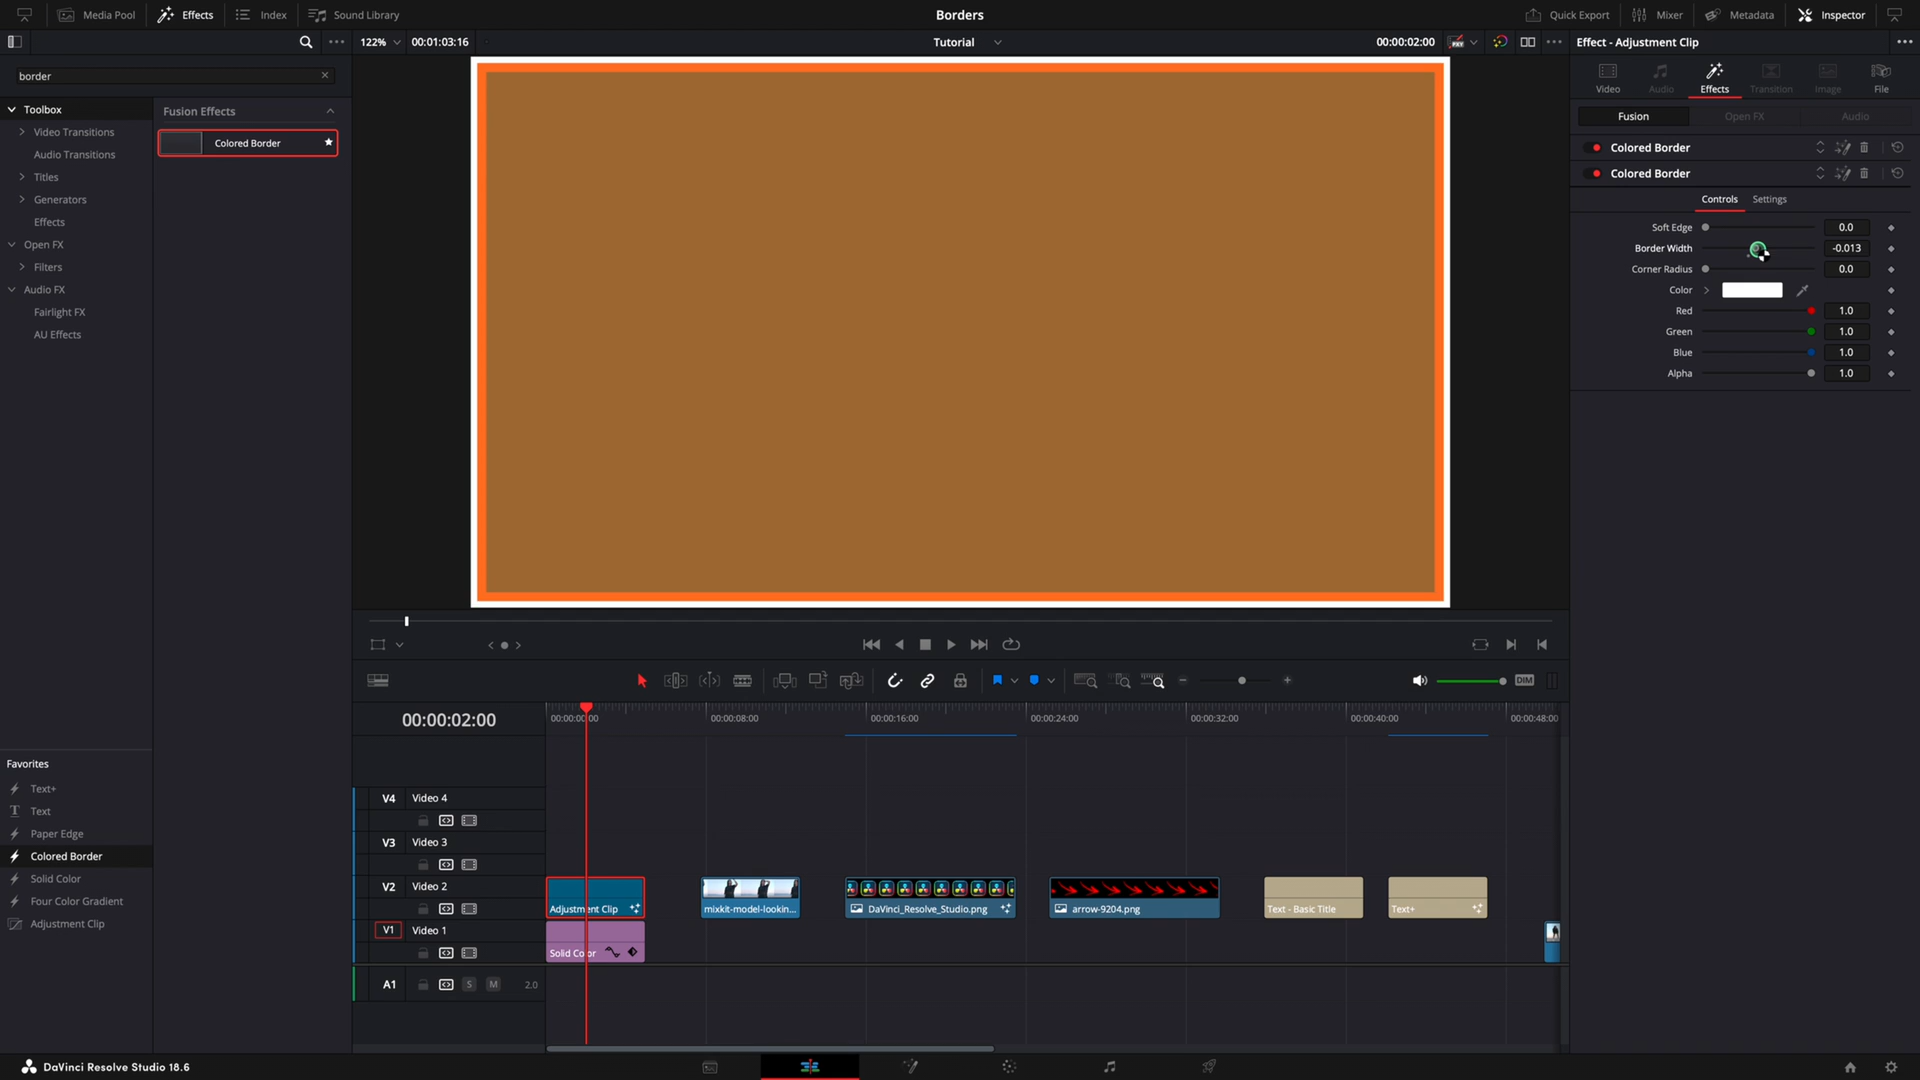 Media Pool Effects Index Sound Library Borders Quick Export Mixer Metadata Inspector
122% 00:01:03:16 Tutorial 00:00:02:00 Effect - Adjustment Clip
border
Video Audio Effects Transition Image File
Toolbox
Video Transitions
Audio Transitions
Titles
Generators
Effects
Open FX
Filters
Audio FX
Fairlight FX
AU Effects
Fusion Effects
Colored Border
Fusion Open FX Audio
Colored Border
Colored Border
Controls Settings
Soft Edge 0.0
Border Width -0.013
Corner Radius 0.0
Color
Red 1.0
Green 1.0
Blue 1.0
Alpha 1.0
DIM
00:00:02:00
00:00:08:00 00:00:16:00 00:00:24:00 00:00:32:00 00:00:40:00 00:00:48:00
Favorites
Text+
Text
Paper Edge
Colored Border
Solid Color
Four Color Gradient
Adjustment Clip
V4 Video 4
V3 Video 3
V2 Video 2
Adjustment Clip mixkit-model-lookin... DaVinci_Resolve_Studio.png arrow-9204.png Text - Basic Title Text+
V1 Video 1
Solid Color
A1 S M 2.0
DaVinci Resolve Studio 18.6